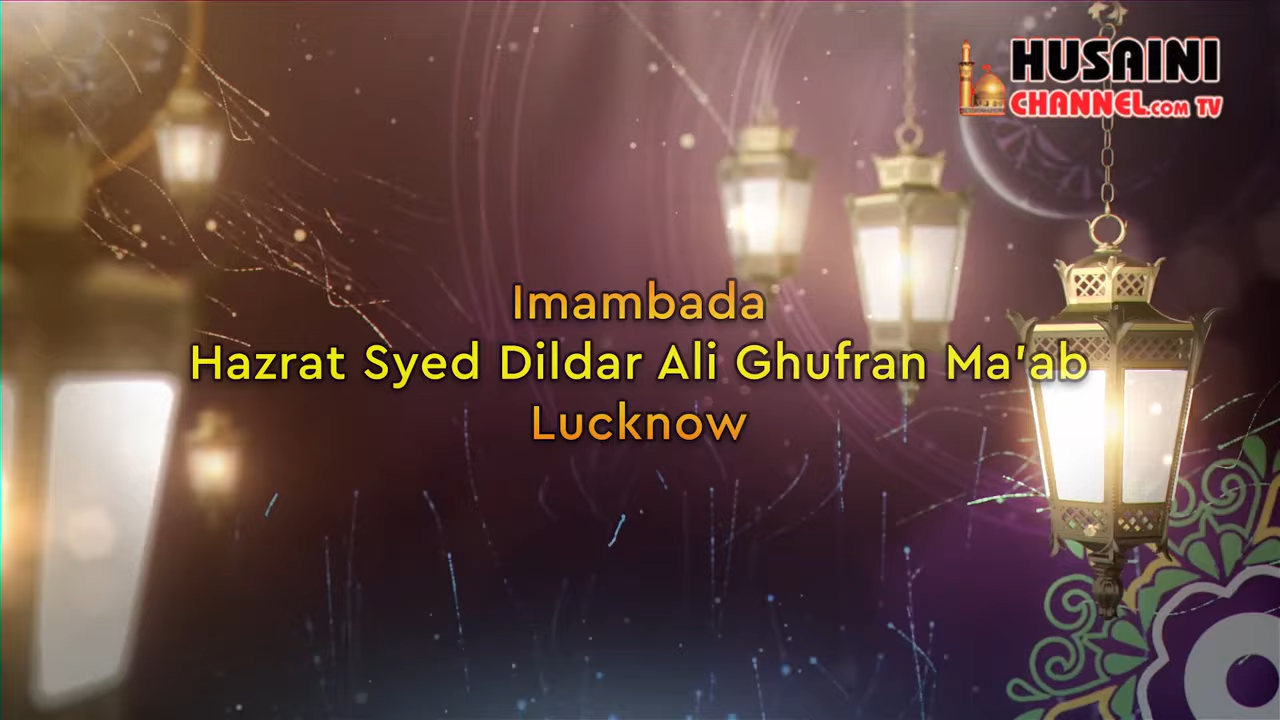 HUSAINI
CHANNEL.COM TV
Imambada
Hazrat Syed Dildar Ali Ghufran Ma'ab
Lucknow